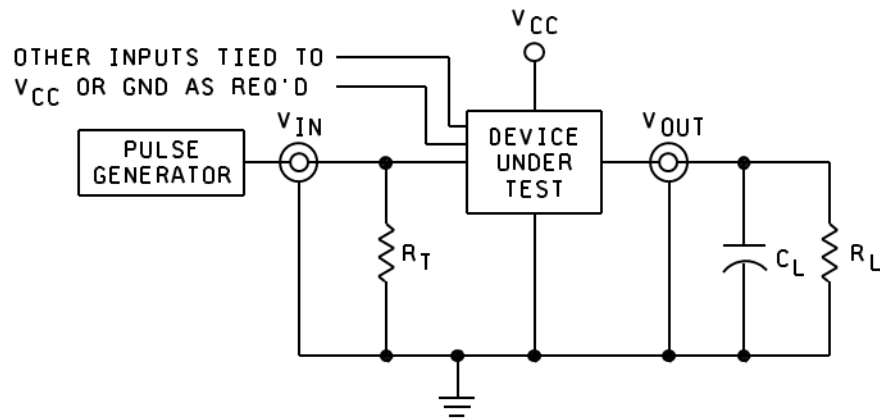 VCC
OTHER INPUTS TIED TO
VCC OR GND AS REQ'D
VIN
VOUT
PULSE
GENERATOR
DEVICE
UNDER
TEST
RT
CL
RL